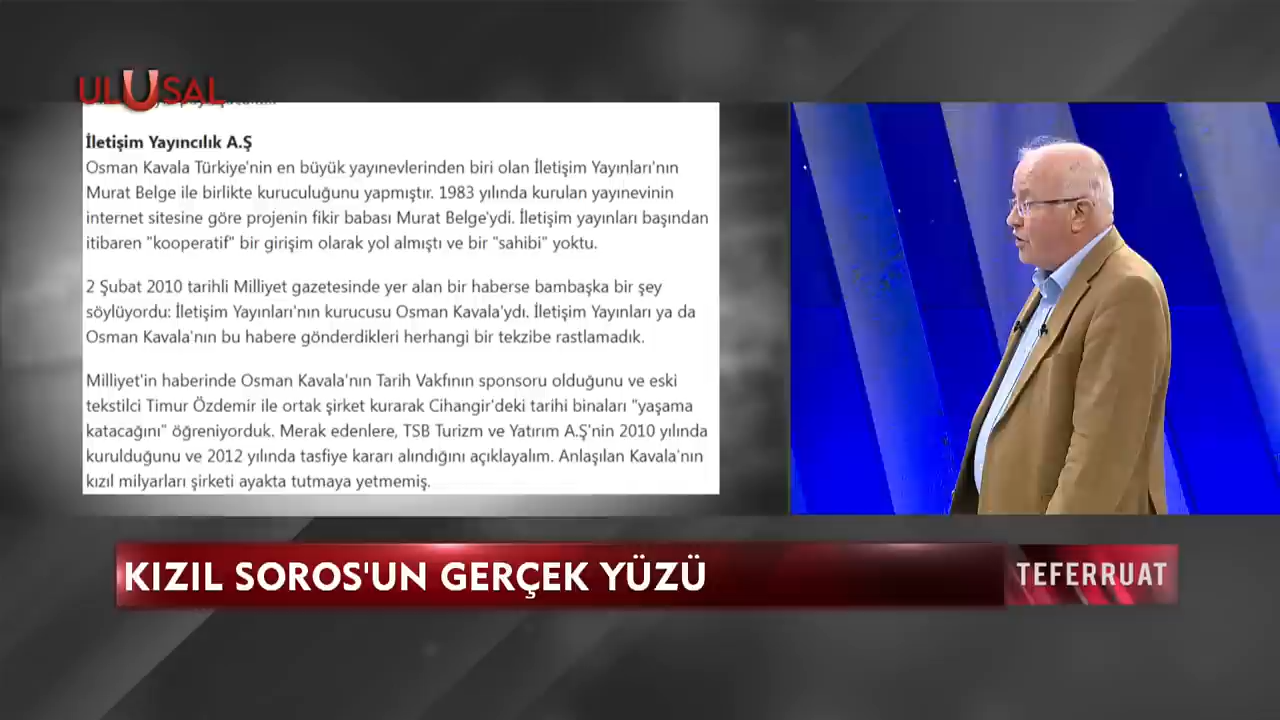 ULUSAL
İletişim Yayıncılık A.Ş
Osman Kavala Türkiye'nin en büyük yayınevlerinden biri olan İletişim Yayınları'nın
Murat Belge ile birlikte kuruculuğunu yapmıştır. 1983 yılında kurulan yayınevinin
internet sitesine göre projenin fikir babası Murat Belge'ydi. İletişim yayınları başından
itibaren "kooperatif" bir girişim olarak yol almıştı ve bir "sahibi" yoktu.
2 Şubat 2010 tarihli Milliyet gazetesinde yer alan bir haberse bambaşka bir şey
söylüyordu: İletişim Yayınları'nın kurucusu Osman Kavala'ydı. İletişim Yayınları ya da
Osman Kavala'nın bu habere gönderdikleri herhangi bir tekzibe rastlamadık.
Milliyet'in haberinde Osman Kavala'nın Tarih Vakfının sponsoru olduğunu ve eski
tekstilci Timur Özdemir ile ortak şirket kurarak Cihangir'deki tarihi binaları "yaşama
katacağını" öğreniyorduk. Merak edenlere, TSB Turizm ve Yatırım A.Ş'nin 2010 yılında
kurulduğunu ve 2012 yılında tasfiye kararı alındığını açıklayalım. Anlaşılan Kavala'nın
kızıl milyarları şirketi ayakta tutmaya yetmemiş.
KIZIL SOROS'UN GERÇEK YÜZÜ
TEFERRUAT